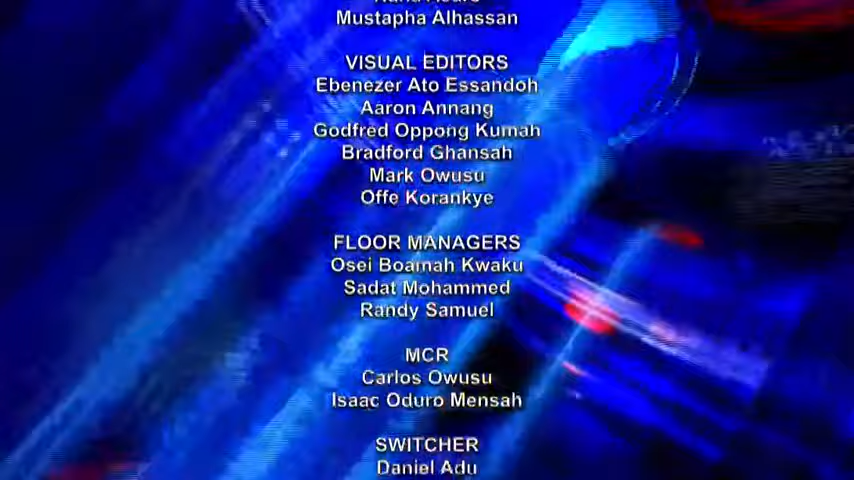 Mustapha Alhassan
VISUAL EDITORS
Ebenezer Ato Essandoh
Aaron Annang
Godfred Oppong Kumah
Bradford Ghansah
Mark Owusu
Offe Korankye
FLOOR MANAGERS
Osei Boamah Kwaku
Sadat Mohammed
Randy Samuel
MCR
Carlos Owusu
Isaac Oduro Mensah
SWITCHER
Daniel Adu